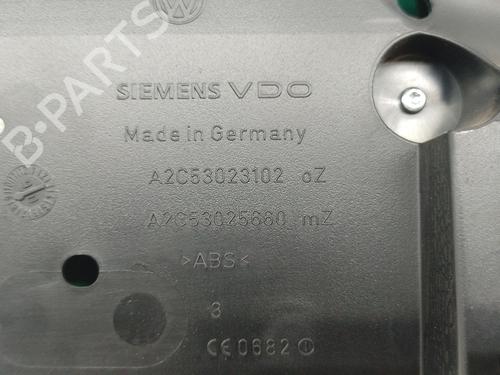 B-PARTS
SIEMENS VDO
Made in Germany
A2C53023102 oZ
A2C53025680 mZ
>ABS<
3
CE0682